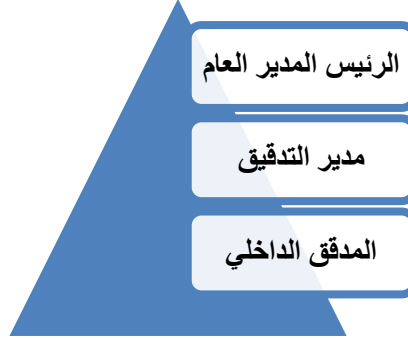 الرئيس المدير العام
مدير التدقيق
المدقق الداخلي